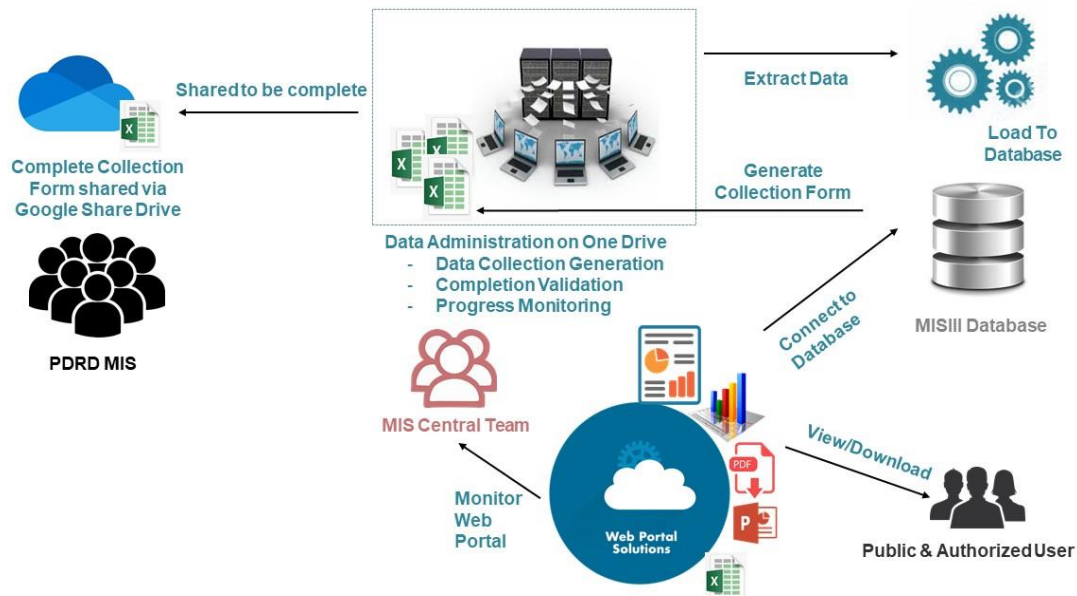 Shared to be complete
Extract Data
Load To
Database
X
Complete Collection
Form shared via
Google Share Drive
X
X
X
Generate
Collection Form
Data Administration on One Drive
- Data Collection Generation
- Completion Validation
- Progress Monitoring
PDRD MIS
MISIII Database
Connect to
Database
MIS Central Team
View/Download
PDF
P
Monitor
Web
Portal
Web Portal
Solutions
X
Public & Authorized User